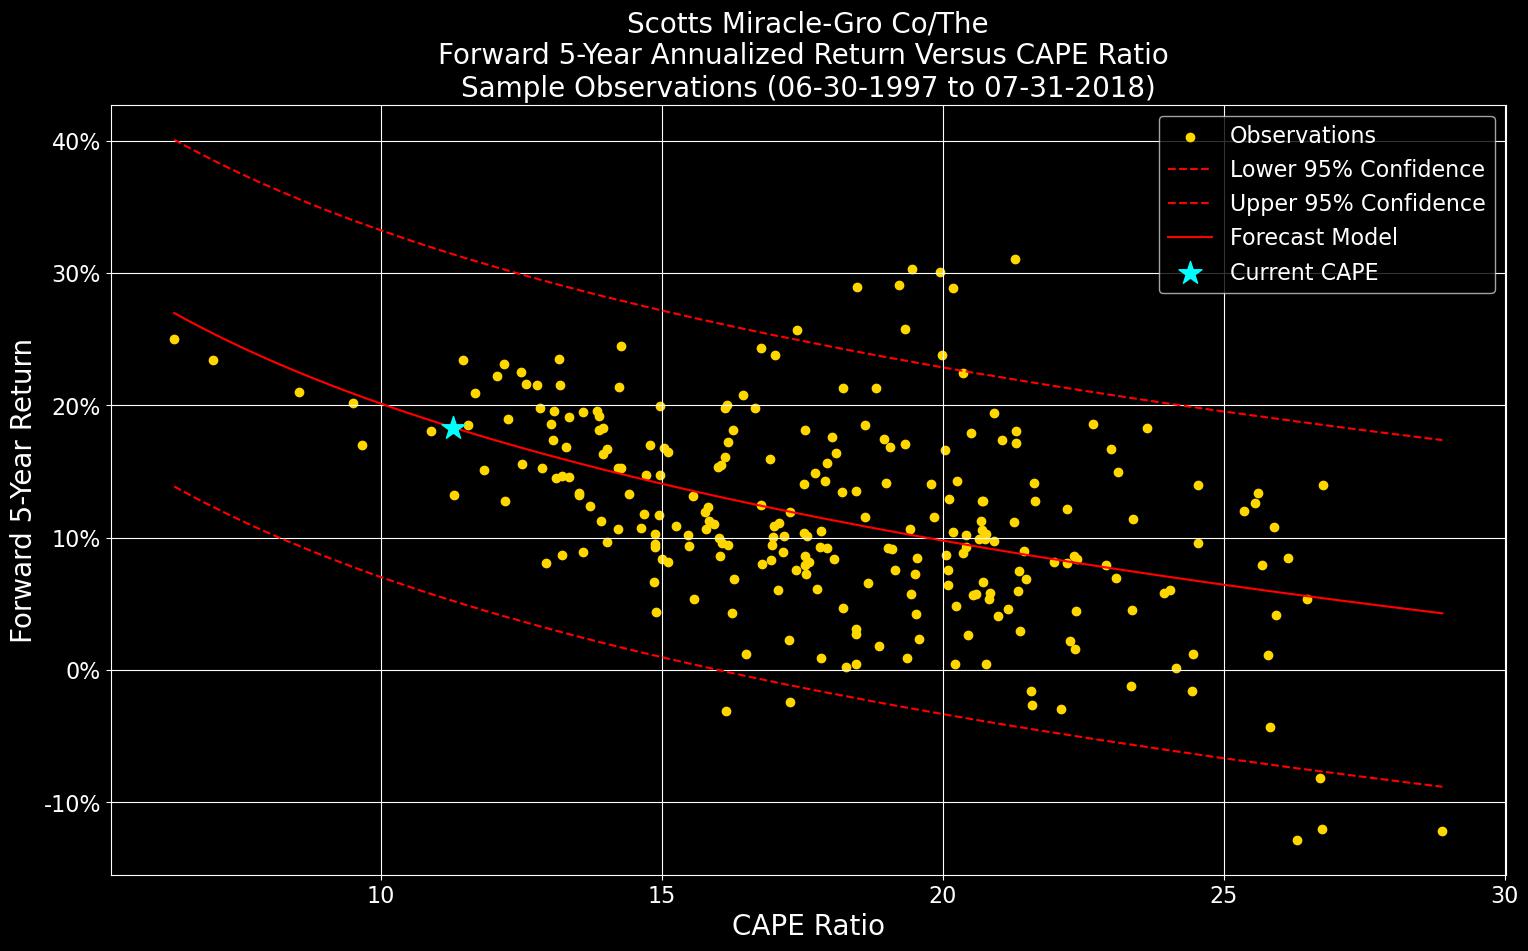 Scotts Miracle-Gro Co/The
Forward 5-Year Annualized Return Versus CAPE Ratio
Sample Observations (06-30-1997 to 07-31-2018)
Observations
Lower 95% Confidence
Upper 95% Confidence
Forecast Model
Current CAPE
Forward 5-Year Return
40%
30%
20%
10%
0%
-10%
10
15
20
25
30
CAPE Ratio